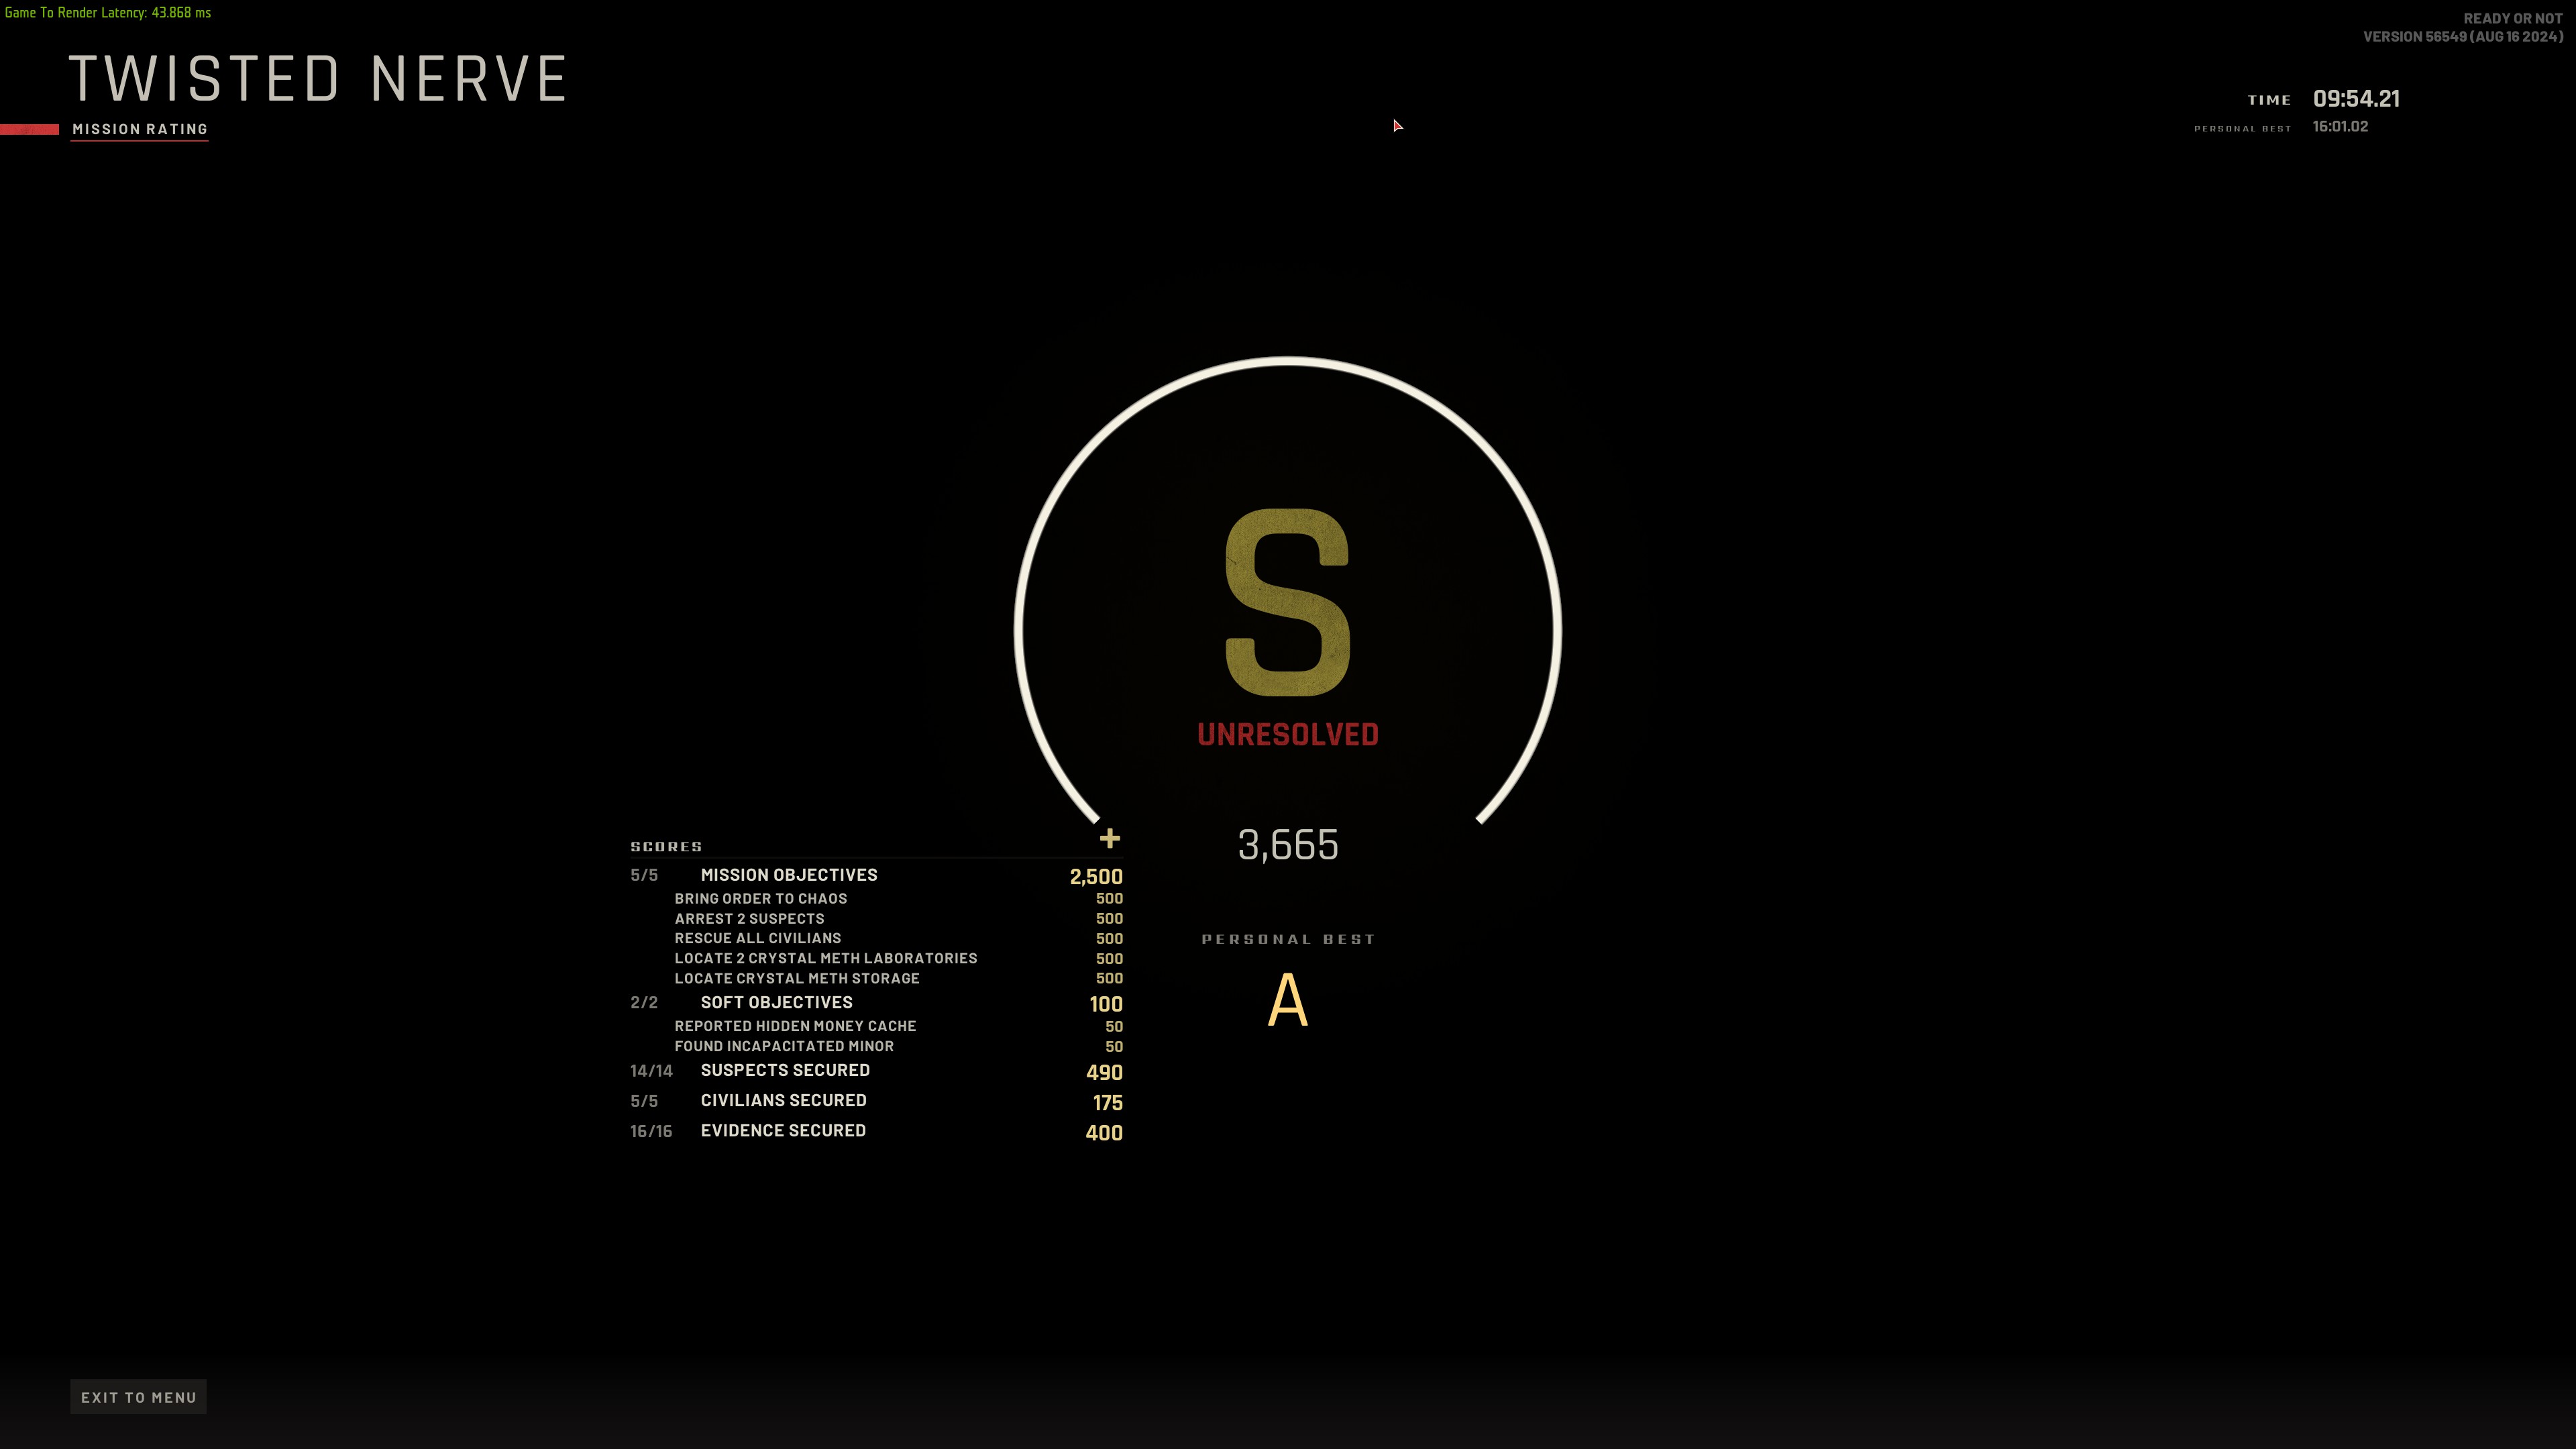 Game To Render Latency: 43.868 ms
READY OR NOT
VERSION 56549 (AUG 16 2024)
TWISTED NERVE
MISSION RATING
TIME 09:54.21
PERSONAL BEST 16:01.02
S
UNRESOLVED
3,665
PERSONAL BEST
A
SCORES +
5/5 MISSION OBJECTIVES 2,500
BRING ORDER TO CHAOS 500
ARREST 2 SUSPECTS 500
RESCUE ALL CIVILIANS 500
LOCATE 2 CRYSTAL METH LABORATORIES 500
LOCATE CRYSTAL METH STORAGE 500
2/2 SOFT OBJECTIVES 100
REPORTED HIDDEN MONEY CACHE 50
FOUND INCAPACITATED MINOR 50
14/14 SUSPECTS SECURED 490
5/5 CIVILIANS SECURED 175
16/16 EVIDENCE SECURED 400
EXIT TO MENU